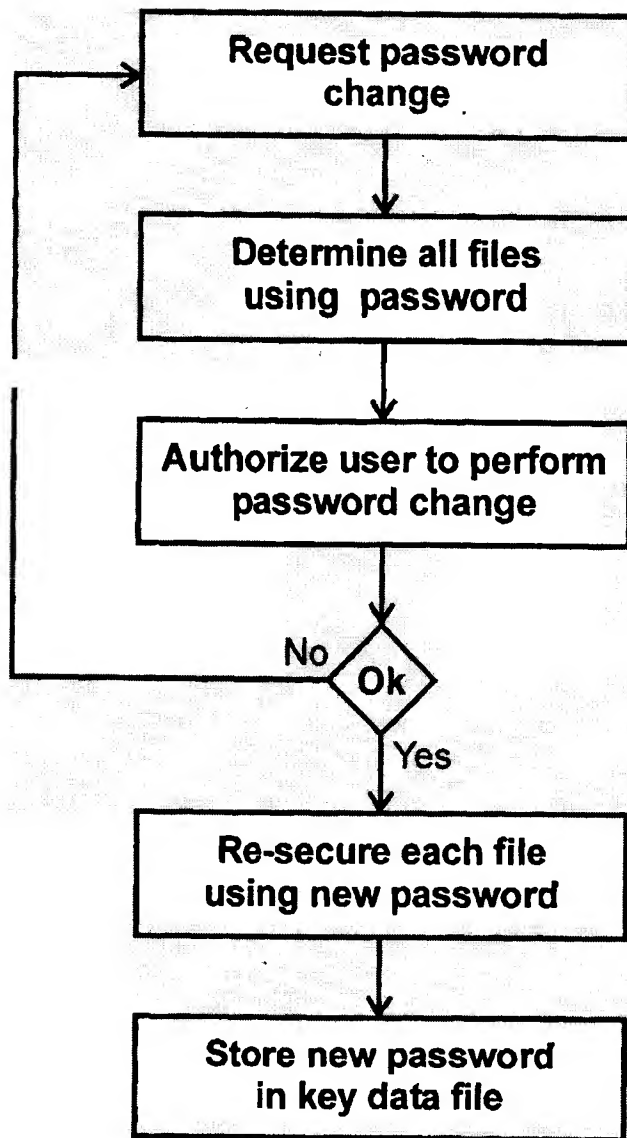 Request password
change
Determine all files
using password
Authorize user to perform
password change
No
Ok
Yes
Re-secure each file
using new password
Store new password
in key data file